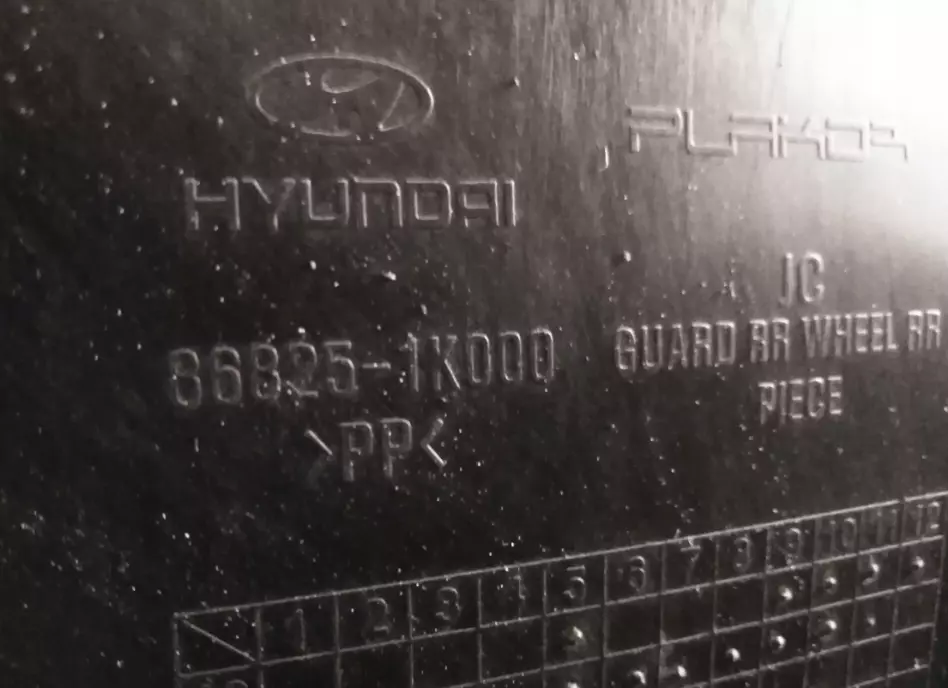 HYUNDAI
PLAKOR
JC
86825-1K000
GUARD RR WHEEL RR
PIECE
>PP<
1 2 3 4 5 6 7 8 9 10 11 12